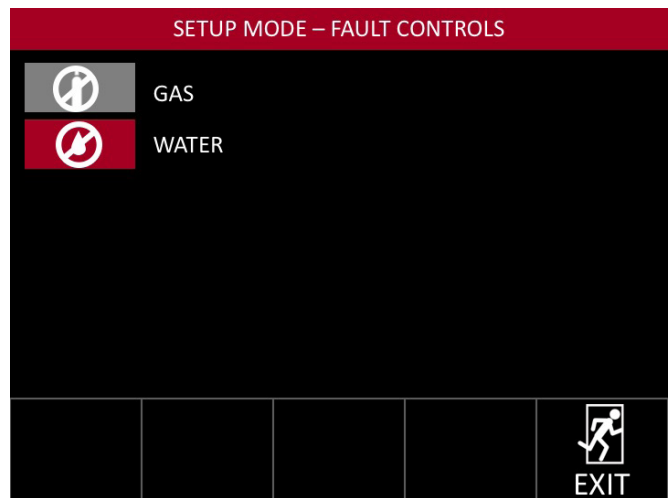 SETUP MODE – FAULT CONTROLS
GAS
WATER
EXIT